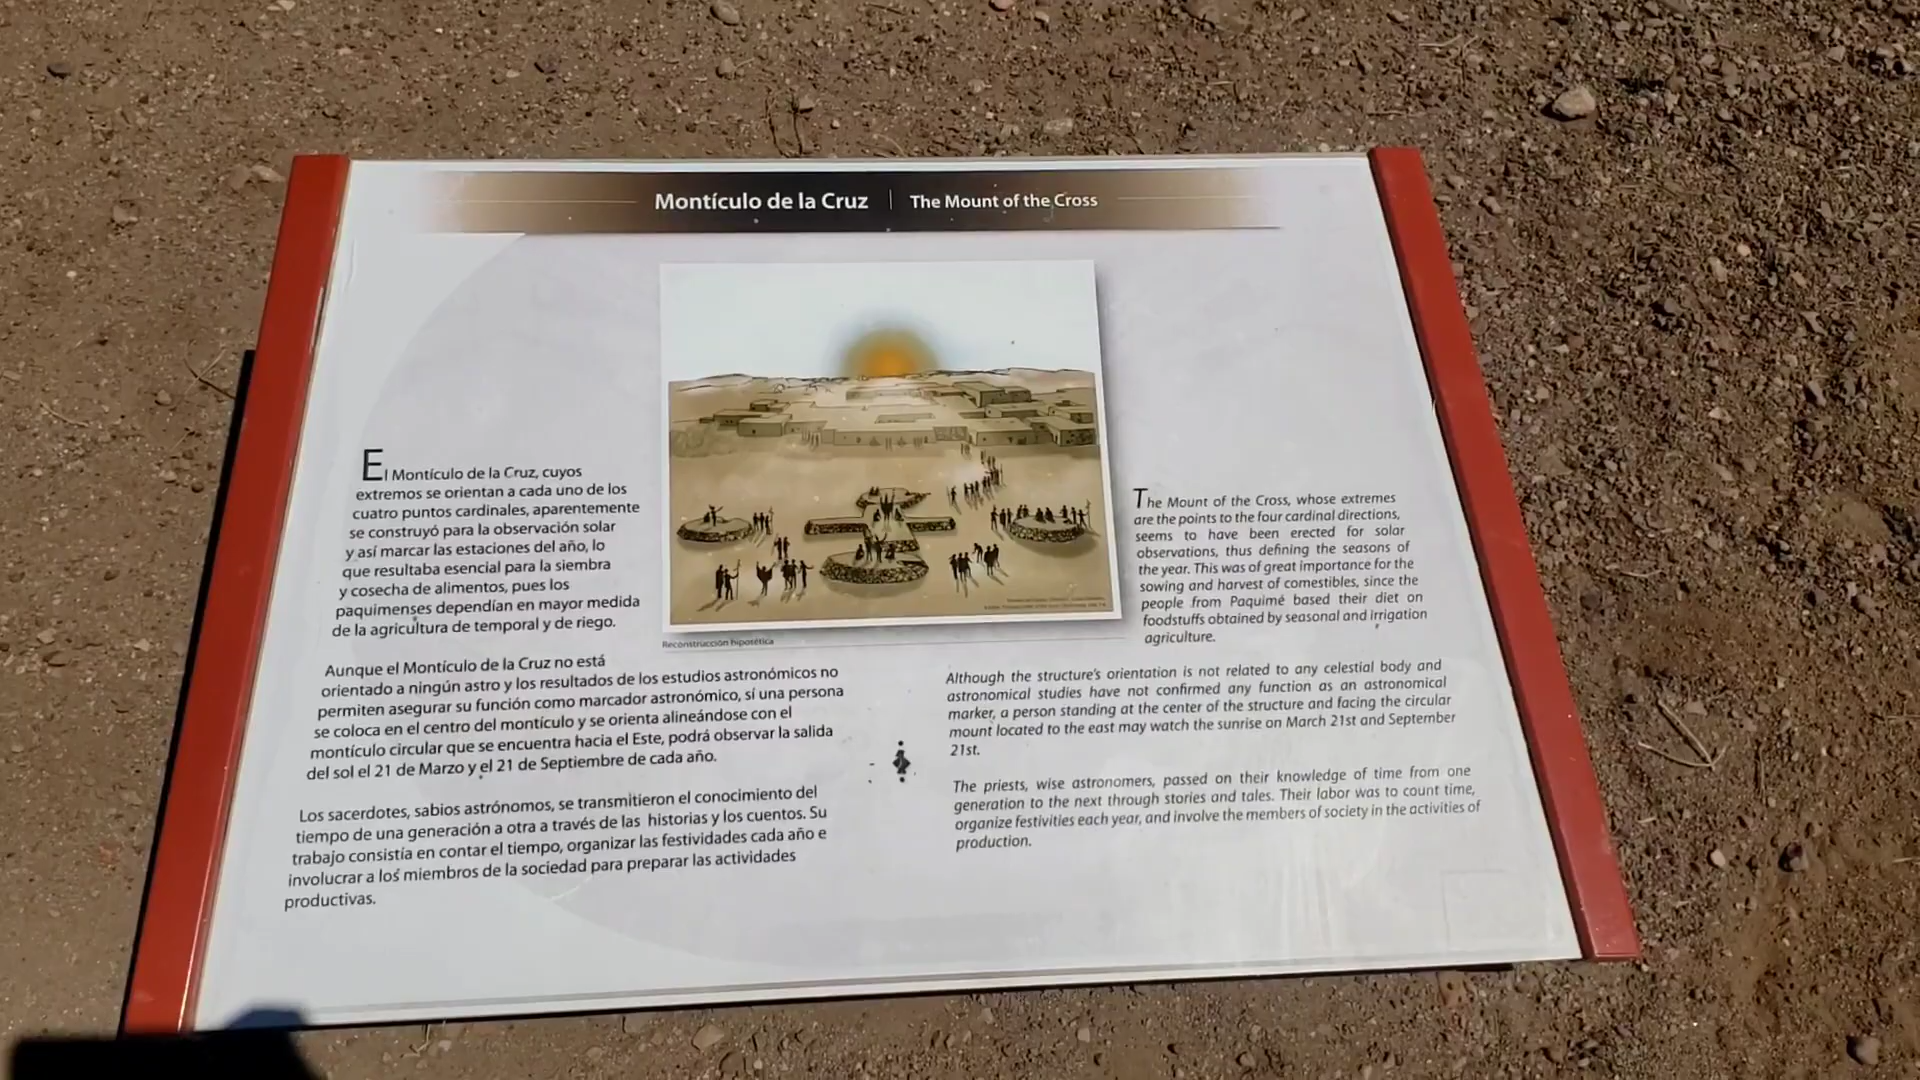 Montículo de la Cruz | The Mount of the Cross
El Montículo de la Cruz, cuyos
extremos se orientan a cada uno de los
cuatro puntos cardinales, aparentemente
se construyó para la observación solar
y así marcar las estaciones del año, lo
que resultaba esencial para la siembra
y cosecha de alimentos, pues los
paquimenses dependían en mayor medida
de la agricultura de temporal y de riego.
Aunque el Montículo de la Cruz no está
orientado a ningún astro y los resultados de los estudios astronómicos no
permiten asegurar su función como marcador astronómico, sí una persona
se coloca en el centro del montículo y se orienta alineándose con el
montículo circular que se encuentra hacia el Este, podrá observar la salida
del sol el 21 de Marzo y el 21 de Septiembre de cada año.
Los sacerdotes, sabios astrónomos, se transmitieron el conocimiento del
tiempo de una generación a otra a través de las historias y los cuentos. Su
trabajo consistía en contar el tiempo, organizar las festividades cada año e
involucrar a los miembros de la sociedad para preparar las actividades
productivas.
Reconstrucción hipotética
The Mount of the Cross, whose extremes
are the points to the four cardinal directions,
seems to have been erected for solar
observations, thus defining the seasons of
the year. This was of great importance for the
sowing and harvest of comestibles, since the
people from Paquimé based their diet on
foodstuffs obtained by seasonal and irrigation
agriculture.
Although the structure's orientation is not related to any celestial body and
astronomical studies have not confirmed any function as an astronomical
marker, a person standing at the center of the structure and facing the circular
mount located to the east may watch the sunrise on March 21st and September
21st.
The priests, wise astronomers, passed on their knowledge of time from one
generation to the next through stories and tales. Their labor was to count time,
organize festivities each year, and involve the members of society in the activities of
production.